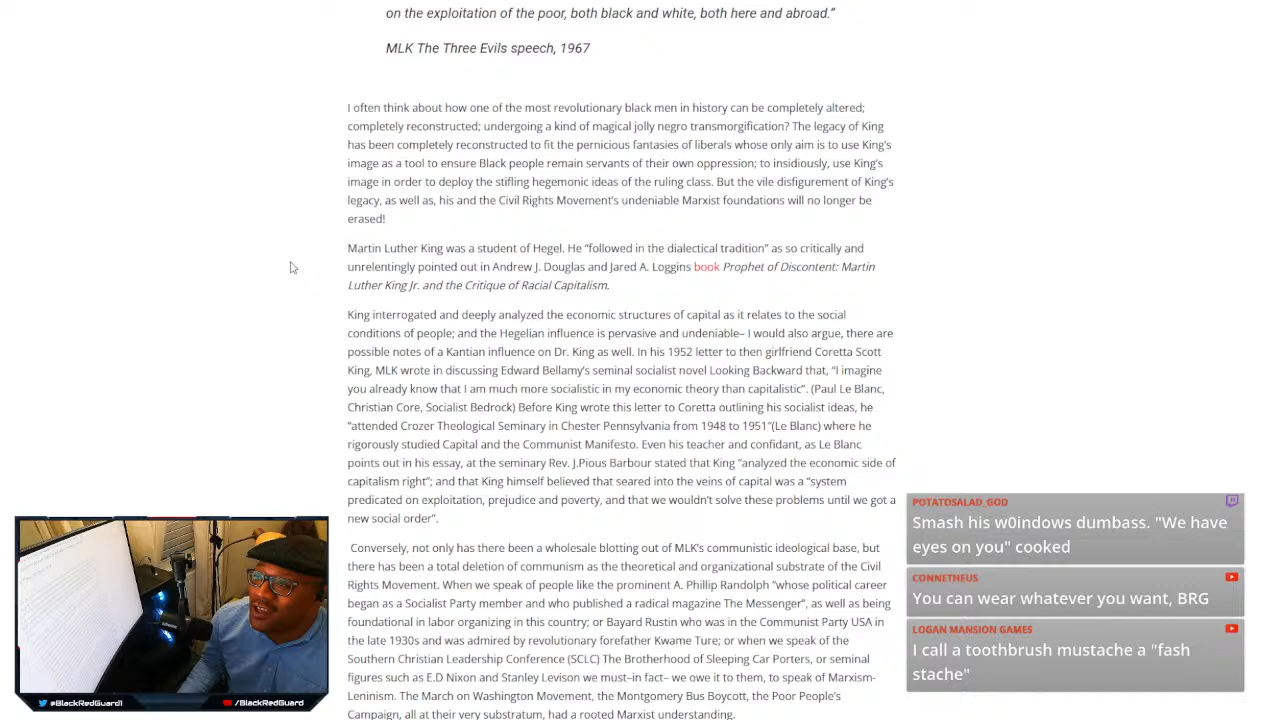 on the exploitation of the poor, both black and white, both here and abroad.”
MLK The Three Evils speech, 1967
I often think about how one of the most revolutionary black men in history can be completely altered;
completely reconstructed; undergoing a kind of magical jolly negro transmorgification? The legacy of King
has been completely reconstructed to fit the pernicious fantasies of liberals whose only aim is to use King’s
image as a tool to ensure Black people remain servants of their own oppression; to insidiously, use King’s
image in order to deploy the stifling hegemonic ideas of the ruling class. But the vile disfigurement of King’s
legacy, as well as, his and the Civil Rights Movement’s undeniable Marxist foundations will no longer be
erased!
Martin Luther King was a student of Hegel. He “followed in the dialectical tradition” as so critically and
unrelentingly pointed out in Andrew J. Douglas and Jared A. Loggins book Prophet of Discontent: Martin
Luther King Jr. and the Critique of Racial Capitalism.
King interrogated and deeply analyzed the economic structures of capital as it relates to the social
conditions of people; and the Hegelian influence is pervasive and undeniable– I would also argue, there are
possible notes of a Kantian influence on Dr. King as well. In his 1952 letter to then girlfriend Coretta Scott
King, MLK wrote in discussing Edward Bellamy’s seminal socialist novel Looking Backward that, “I imagine
you already know that I am much more socialistic in my economic theory than capitalistic”. (Paul Le Blanc,
Christian Core, Socialist Bedrock) Before King wrote this letter to Coretta outlining his socialist ideas, he
“attended Crozer Theological Seminary in Chester Pennsylvania from 1948 to 1951”(Le Blanc) where he
rigorously studied Capital and the Communist Manifesto. Even his teacher and confidant, as Le Blanc
points out in his essay, at the seminary Rev. J.Pious Barbour stated that King “analyzed the economic side of
capitalism right”; and that King himself believed that seared into the veins of capital was a “system
predicated on exploitation, prejudice and poverty, and that we wouldn’t solve these problems until we got a
new social order”.
Conversely, not only has there been a wholesale blotting out of MLK’s communistic ideological base, but
there has been a total deletion of communism as the theoretical and organizational substrate of the Civil
Rights Movement. When we speak of people like the prominent A. Phillip Randolph “whose political career
began as a Socialist Party member and who published a radical magazine The Messenger”, as well as being
foundational in labor organizing in this country; or Bayard Rustin who was in the Communist Party USA in
the late 1930s and was admired by revolutionary forefather Kwame Ture; or when we speak of the
Southern Christian Leadership Conference (SCLC) The Brotherhood of Sleeping Car Porters, or seminal
figures such as E.D Nixon and Stanley Levison we must–in fact– we owe it to them, to speak of Marxism-
Leninism. The March on Washington Movement, the Montgomery Bus Boycott, the Poor People’s
Campaign, all at their very substratum, had a rooted Marxist understanding.
POTATOSALAD_GOD
Smash his w0indows dumbass. "We have
eyes on you" cooked
CONNETHEUS
You can wear whatever you want, BRG
LOGAN MANSION GAMES
I call a toothbrush mustache a "fash
stache"
@BlackRedGuard1
/BlackRedGuard